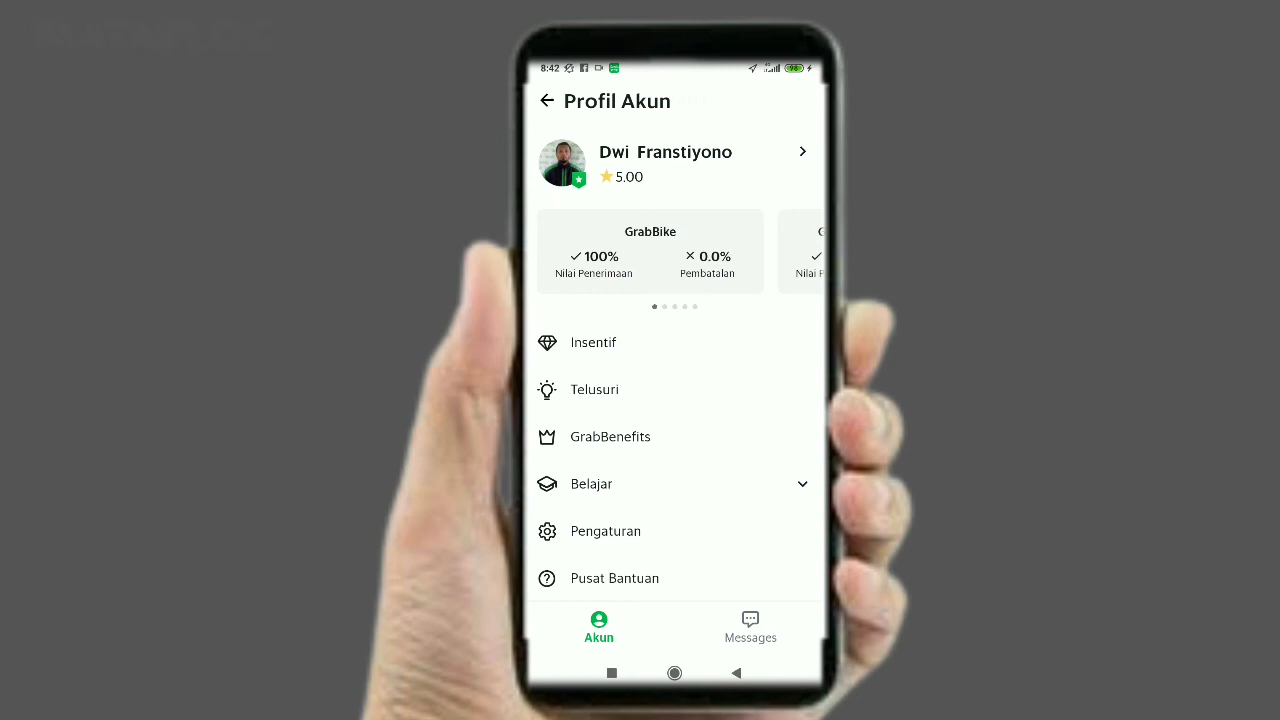 8:42
98
Profil Akun
Dwi Franstiyono
5.00
GrabBike
100%
0.0%
Nilai Penerimaan
Pembatalan
Nilai P
Insentif
Telusuri
GrabBenefits
Belajar
Pengaturan
Pusat Bantuan
Akun
Messages